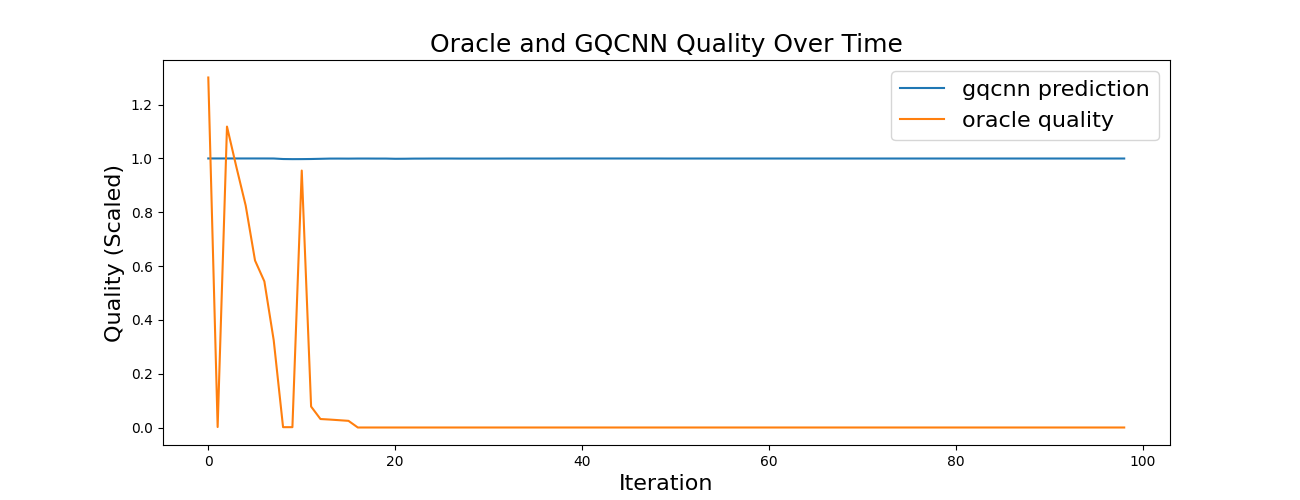 Oracle and GQCNN Quality Over Time
gqcnn prediction
oracle quality
Quality (Scaled)
1.2
1.0
0.8
0.6
0.4
0.2
0.0
0 20 40 60 80 100
Iteration